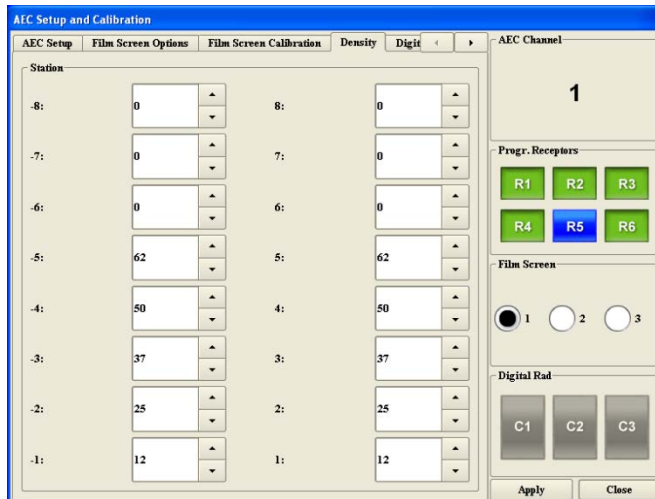 AEC Setup and Calibration
AEC Setup Film Screen Options Film Screen Calibration Density Digit
Station
-8: 0 8: 0
-7: 0 7: 0
-6: 0 6: 0
-5: 62 5: 62
-4: 50 4: 50
-3: 37 3: 37
-2: 25 2: 25
-1: 12 1: 12
AEC Channel
1
Progr. Receptors
R1 R2 R3
R4 R5 R6
Film Screen
1 2 3
Digital Rad
C1 C2 C3
Apply Close